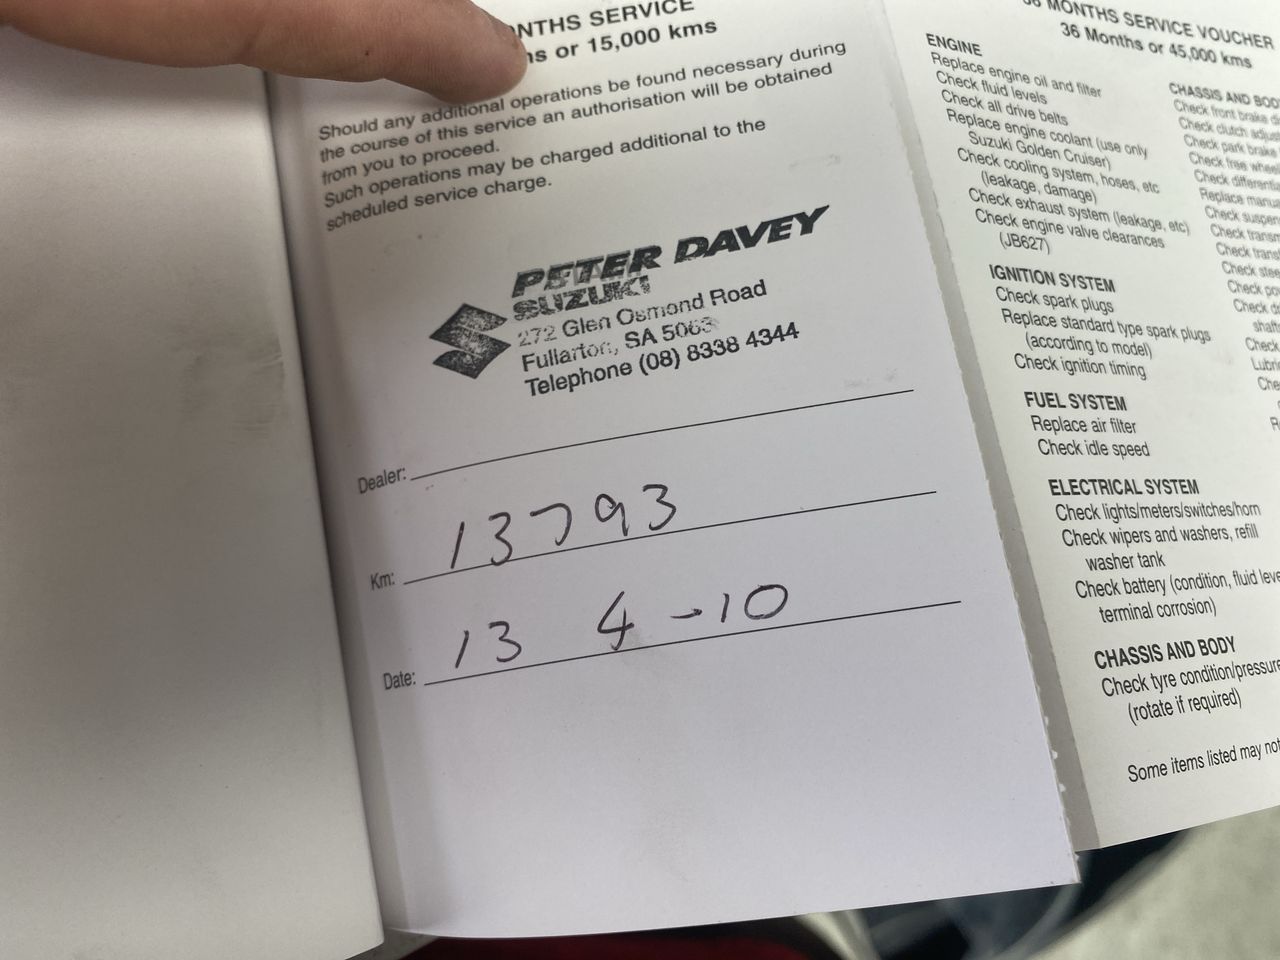 MONTHS SERVICE
or 15,000 kms
Should any additional operations be found necessary during
the course of this service an authorisation will be obtained
from you to proceed.
Such operations may be charged additional to the
scheduled service charge.
PETER DAVEY
SUZUKI
272 Glen Osmond Road
Fullarton, SA 5063
Telephone (08) 8338 4344
Dealer:
Km: 13793
Date: 13 4-10
36 MONTHS SERVICE VOUCHER
36 Months or 45,000 kms
ENGINE
Replace engine oil and filter
Check fluid levels
Check all drive belts
Replace engine coolant (use only
Suzuki Golden Cruiser)
Check cooling system, hoses, etc
(leakage, damage)
Check exhaust system (leakage, etc)
Check engine valve clearances
(JB627)
IGNITION SYSTEM
Check spark plugs
Replace standard type spark plugs
(according to model)
Check ignition timing
FUEL SYSTEM
Replace air filter
Check idle speed
ELECTRICAL SYSTEM
Check lights/meters/switches/horn
Check wipers and washers, refill
washer tank
Check battery (condition, fluid level
terminal corrosion)
CHASSIS AND BODY
Check tyre condition/pressure
(rotate if required)
Some items listed may not
CHASSIS AND BODY
Check front brake
Check clutch
Check park brake
Check free
Check
Replace
Check
Check
Check
Check
Check
Check
Check